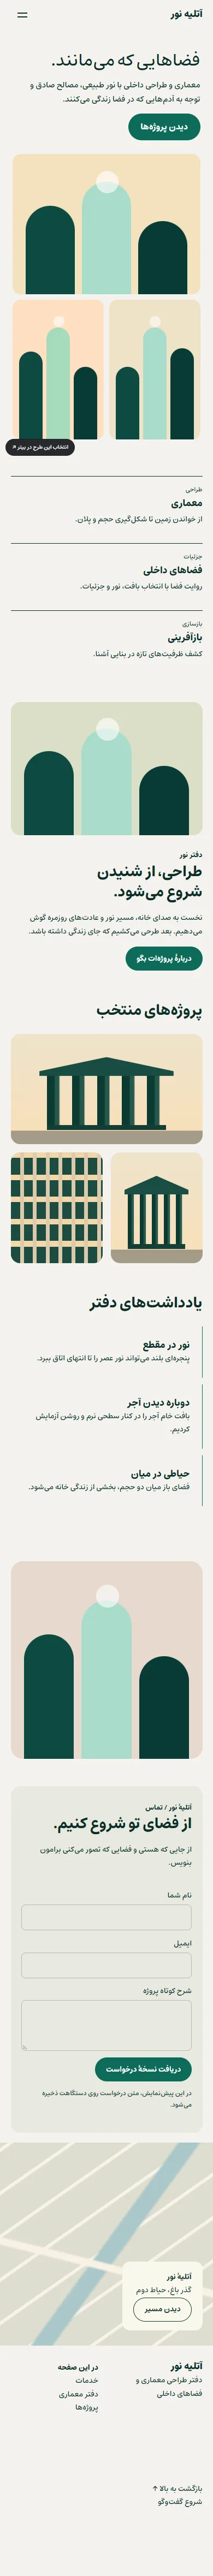 آتلیه نور
فضاهایی که می‌مانند.
معماری و طراحی داخلی با نور طبیعی، مصالح صادق و
توجه به آدم‌هایی که در فضا زندگی می‌کنند.
دیدن پروژه‌ها
انتخاب این طرح در بیتر ↗
طراحی
معماری
از خواندن زمین تا شکل‌گیری حجم و پلان.
جزئیات
فضاهای داخلی
روایت فضا با انتخاب بافت، نور و جزئیات.
بازسازی
بازآفرینی
کشف ظرفیت‌های تازه در بنایی آشنا.
دفتر نور
طراحی، از شنیدن
شروع می‌شود.
نخست به صدای خانه، مسیر نور و عادت‌های روزمره گوش
می‌دهیم. بعد طرحی می‌کشیم که جای زندگی داشته باشد.
دربارهٔ پروژه‌ات بگو
پروژه‌های منتخب
یادداشت‌های دفتر
نور در مقطع
پنجره‌ای بلند می‌تواند نور عصر را تا انتهای اتاق ببرد.
دوباره دیدن آجر
بافت خام آجر را در کنار سطحی نرم و روشن آزمایش
کردیم.
حیاطی در میان
فضای باز میان دو حجم، بخشی از زندگی خانه می‌شود.
آتلیهٔ نور / تماس
از فضای تو شروع کنیم.
از جایی که هستی و فضایی که تصور می‌کنی برامون
بنویس.
نام شما
ایمیل
شرح کوتاه پروژه
دریافت نسخهٔ درخواست
در این پیش‌نمایش، متن درخواست روی دستگاهت ذخیره
می‌شود.
آتلیهٔ نور
گذر باغ، حیاط دوم
دیدن مسیر
آتلیه نور
دفتر طراحی معماری و
فضاهای داخلی
در این صفحه
خدمات
دفتر معماری
پروژه‌ها
بازگشت به بالا ↑
شروع گفت‌وگو